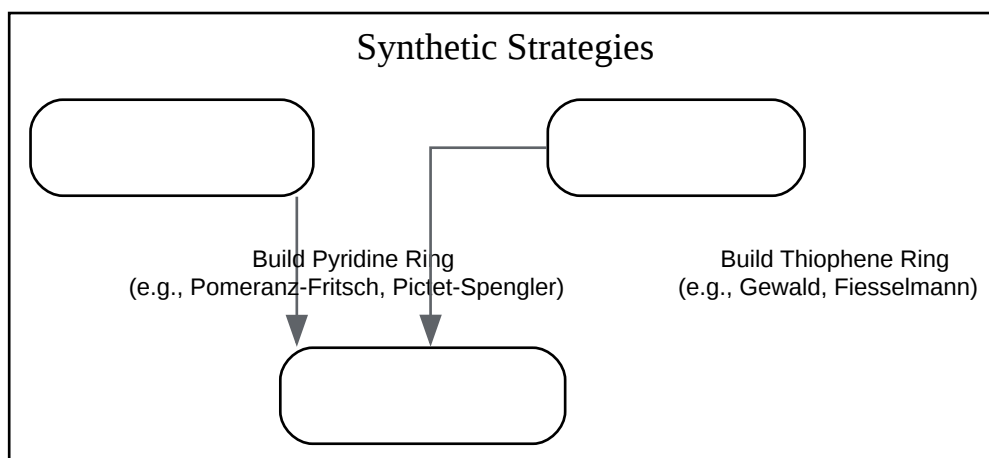 Synthetic Strategies
Build Pyridine Ring
(e.g., Pomeranz-Fritsch, Pictet-Spengler)
Build Thiophene Ring
(e.g., Gewald, Fiesselmann)